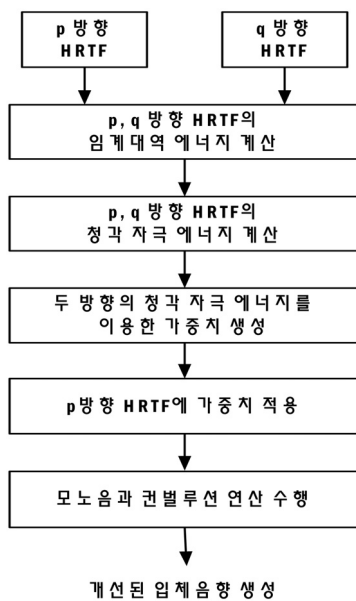 p 방향
HRTF
q 방향
HRTF
p, q 방향 HRTF의
임계대역 에너지 계산
p, q 방향 HRTF의
청각 자극 에너지 계산
두 방향의 청각 자극 에너지를
이용한 가중치 생성
p방향 HRTF에 가중치 적용
모노음과 컨벌루션 연산 수행
개선된 입체음향 생성